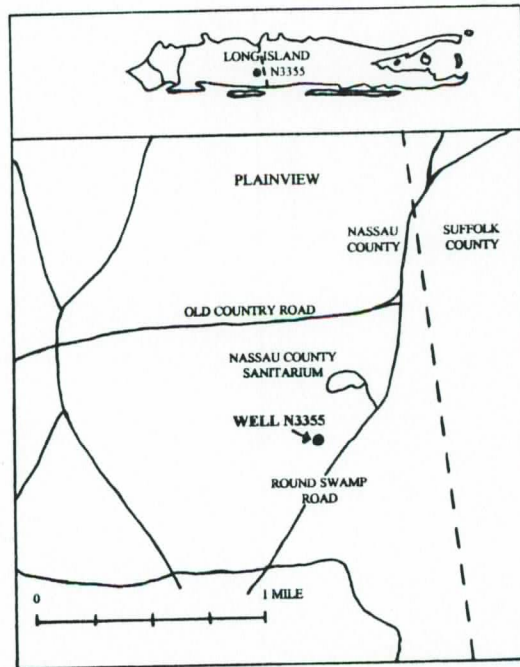 LONG ISLAND
N3355
PLAINVIEW
NASSAU
COUNTY
SUFFOLK
COUNTY
OLD COUNTRY ROAD
NASSAU COUNTY
SANITARIUM
WELL N3355
ROUND SWAMP
ROAD
0
1 MILE